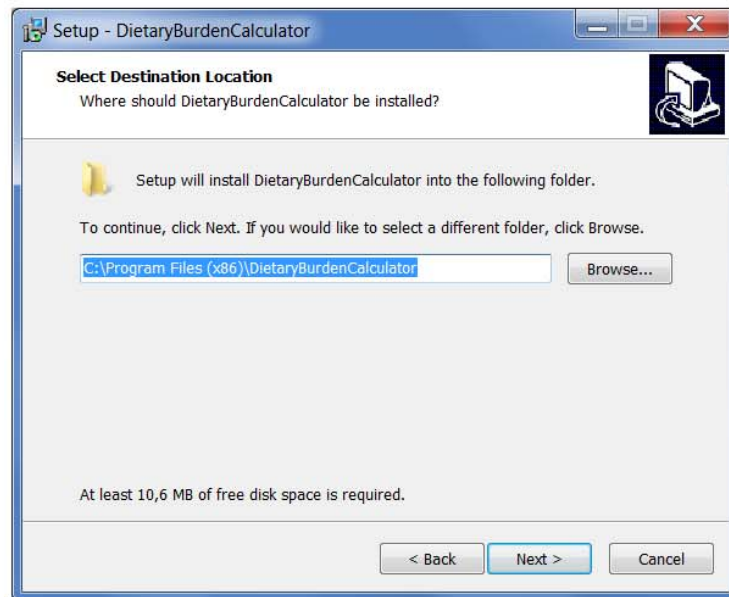 Setup - DietaryBurdenCalculator
Select Destination Location
Where should DietaryBurdenCalculator be installed?
Setup will install DietaryBurdenCalculator into the following folder.
To continue, click Next. If you would like to select a different folder, click Browse.
C:\Program Files (x86)\DietaryBurdenCalculator
Browse...
At least 10,6 MB of free disk space is required.
< Back
Next >
Cancel